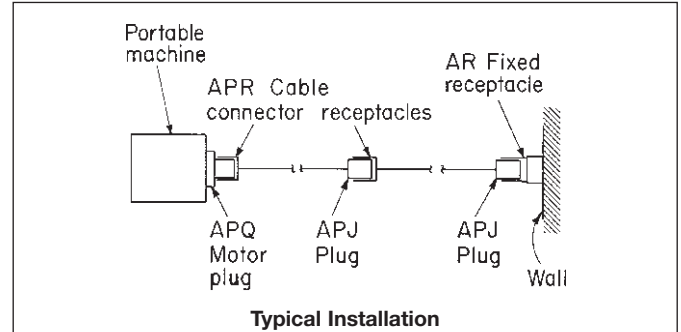 Portable
machine
APR Cable
connector receptacles
AR Fixed
receptacle
APQ
Motor
plug
APJ
Plug
APJ
Plug
Wall
Typical Installation